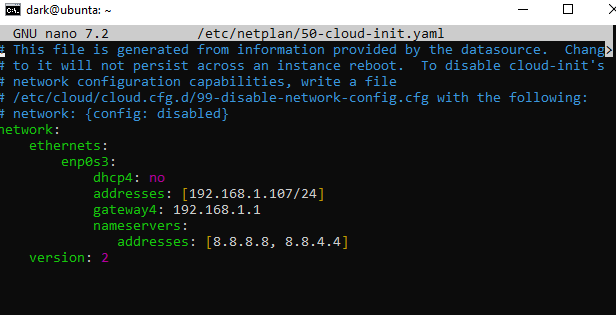 dark@ubuntu: ~
GNU nano 7.2 /etc/netplan/50-cloud-init.yaml
# This file is generated from information provided by the datasource. Chang>
# to it will not persist across an instance reboot. To disable cloud-init's
# network configuration capabilities, write a file
# /etc/cloud/cloud.cfg.d/99-disable-network-config.cfg with the following:
# network: {config: disabled}
network:
    ethernets:
        enp0s3:
            dhcp4: no
            addresses: [192.168.1.107/24]
            gateway4: 192.168.1.1
            nameservers:
               addresses: [8.8.8.8, 8.8.4.4]
    version: 2